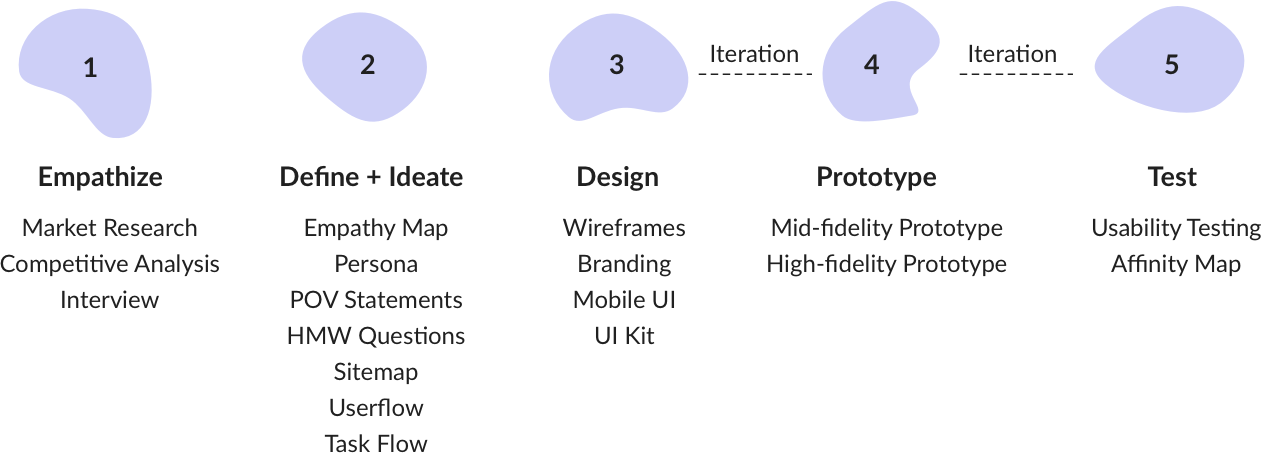 1
Empathize
Market Research
Competitive Analysis
Interview
2
Define + Ideate
Empathy Map
Persona
POV Statements
HMW Questions
Sitemap
Userflow
Task Flow
3
Design
Wireframes
Branding
Mobile UI
UI Kit
Iteration
4
Prototype
Mid-fidelity Prototype
High-fidelity Prototype
Iteration
5
Test
Usability Testing
Affinity Map